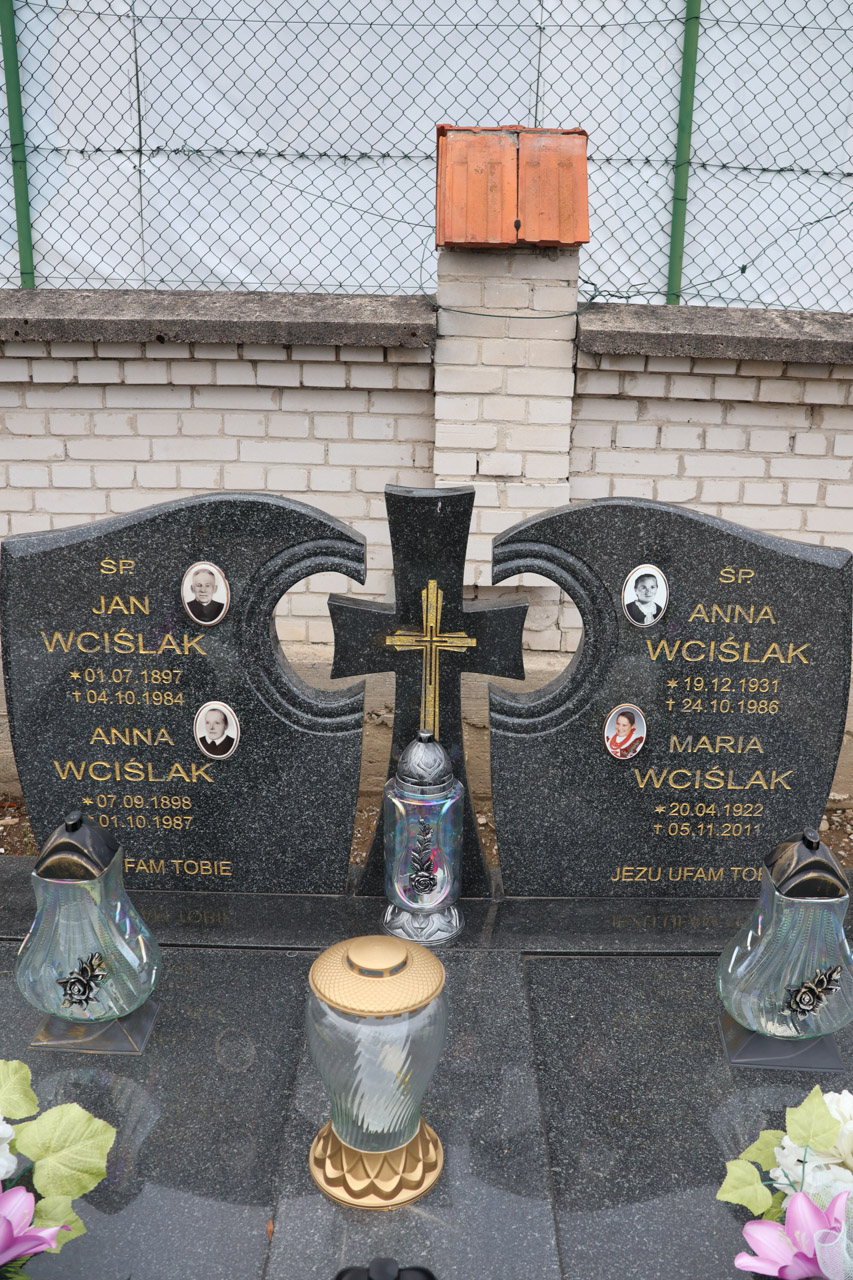 ŚP.
JAN
WCIŚLAK
*01.07.1897
†04.10.1984
ANNA
WCIŚLAK
*07.09.1898
†01.10.1987
UFAM TOBIE
ŚP.
ANNA
WCIŚLAK
*19.12.1931
†24.10.1986
MARIA
WCIŚLAK
*20.04.1922
†05.11.2011
JEZU UFAM TOB